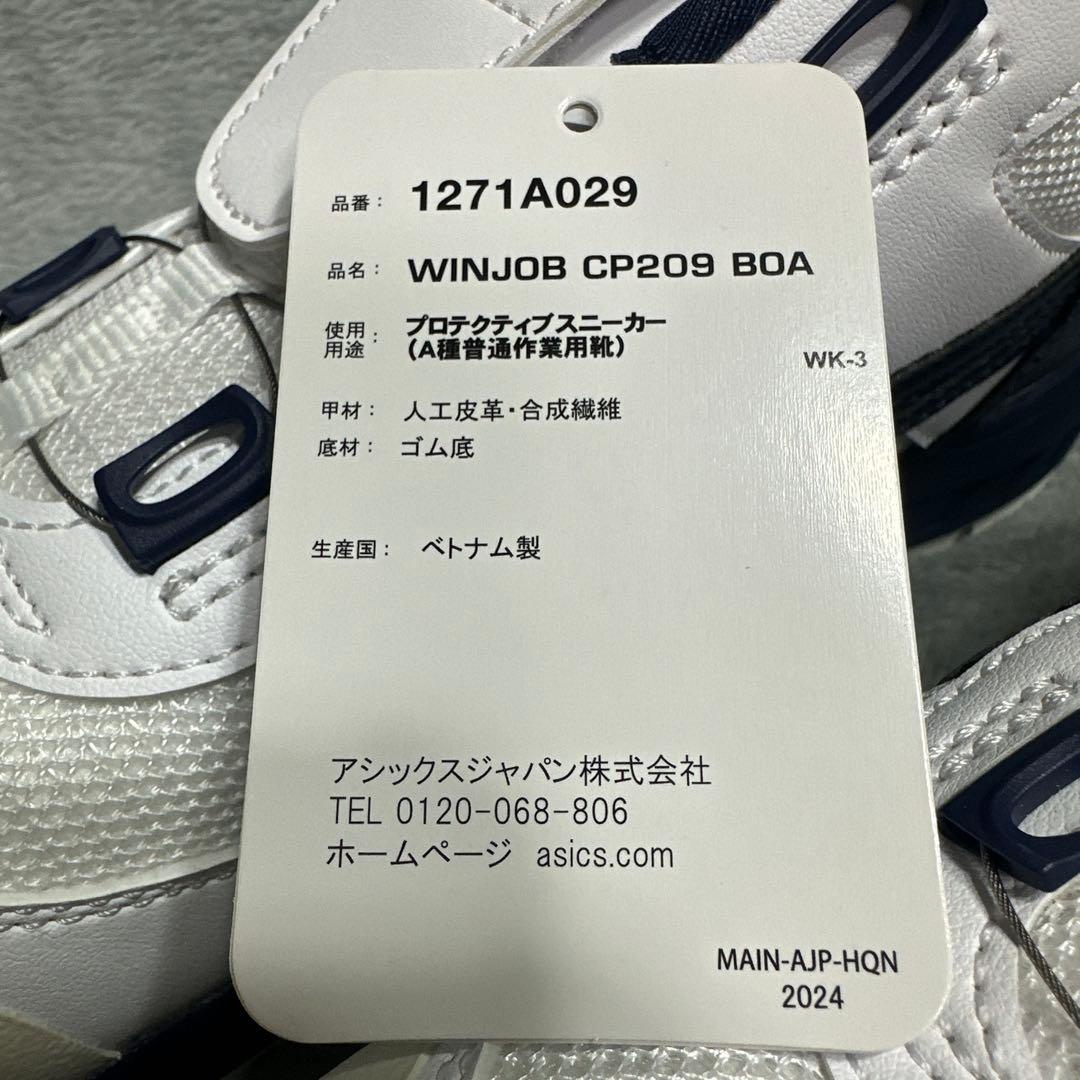 品番： 1271A029
品名： WINJOB CP209 BOA
使用用途： プロテクティブスニーカー
（A種普通作業用靴）
WK-3
甲材： 人工皮革・合成繊維
底材： ゴム底
生産国： ベトナム製
アシックスジャパン株式会社
TEL 0120-068-806
ホームページ asics.com
MAIN-AJP-HQN
2024